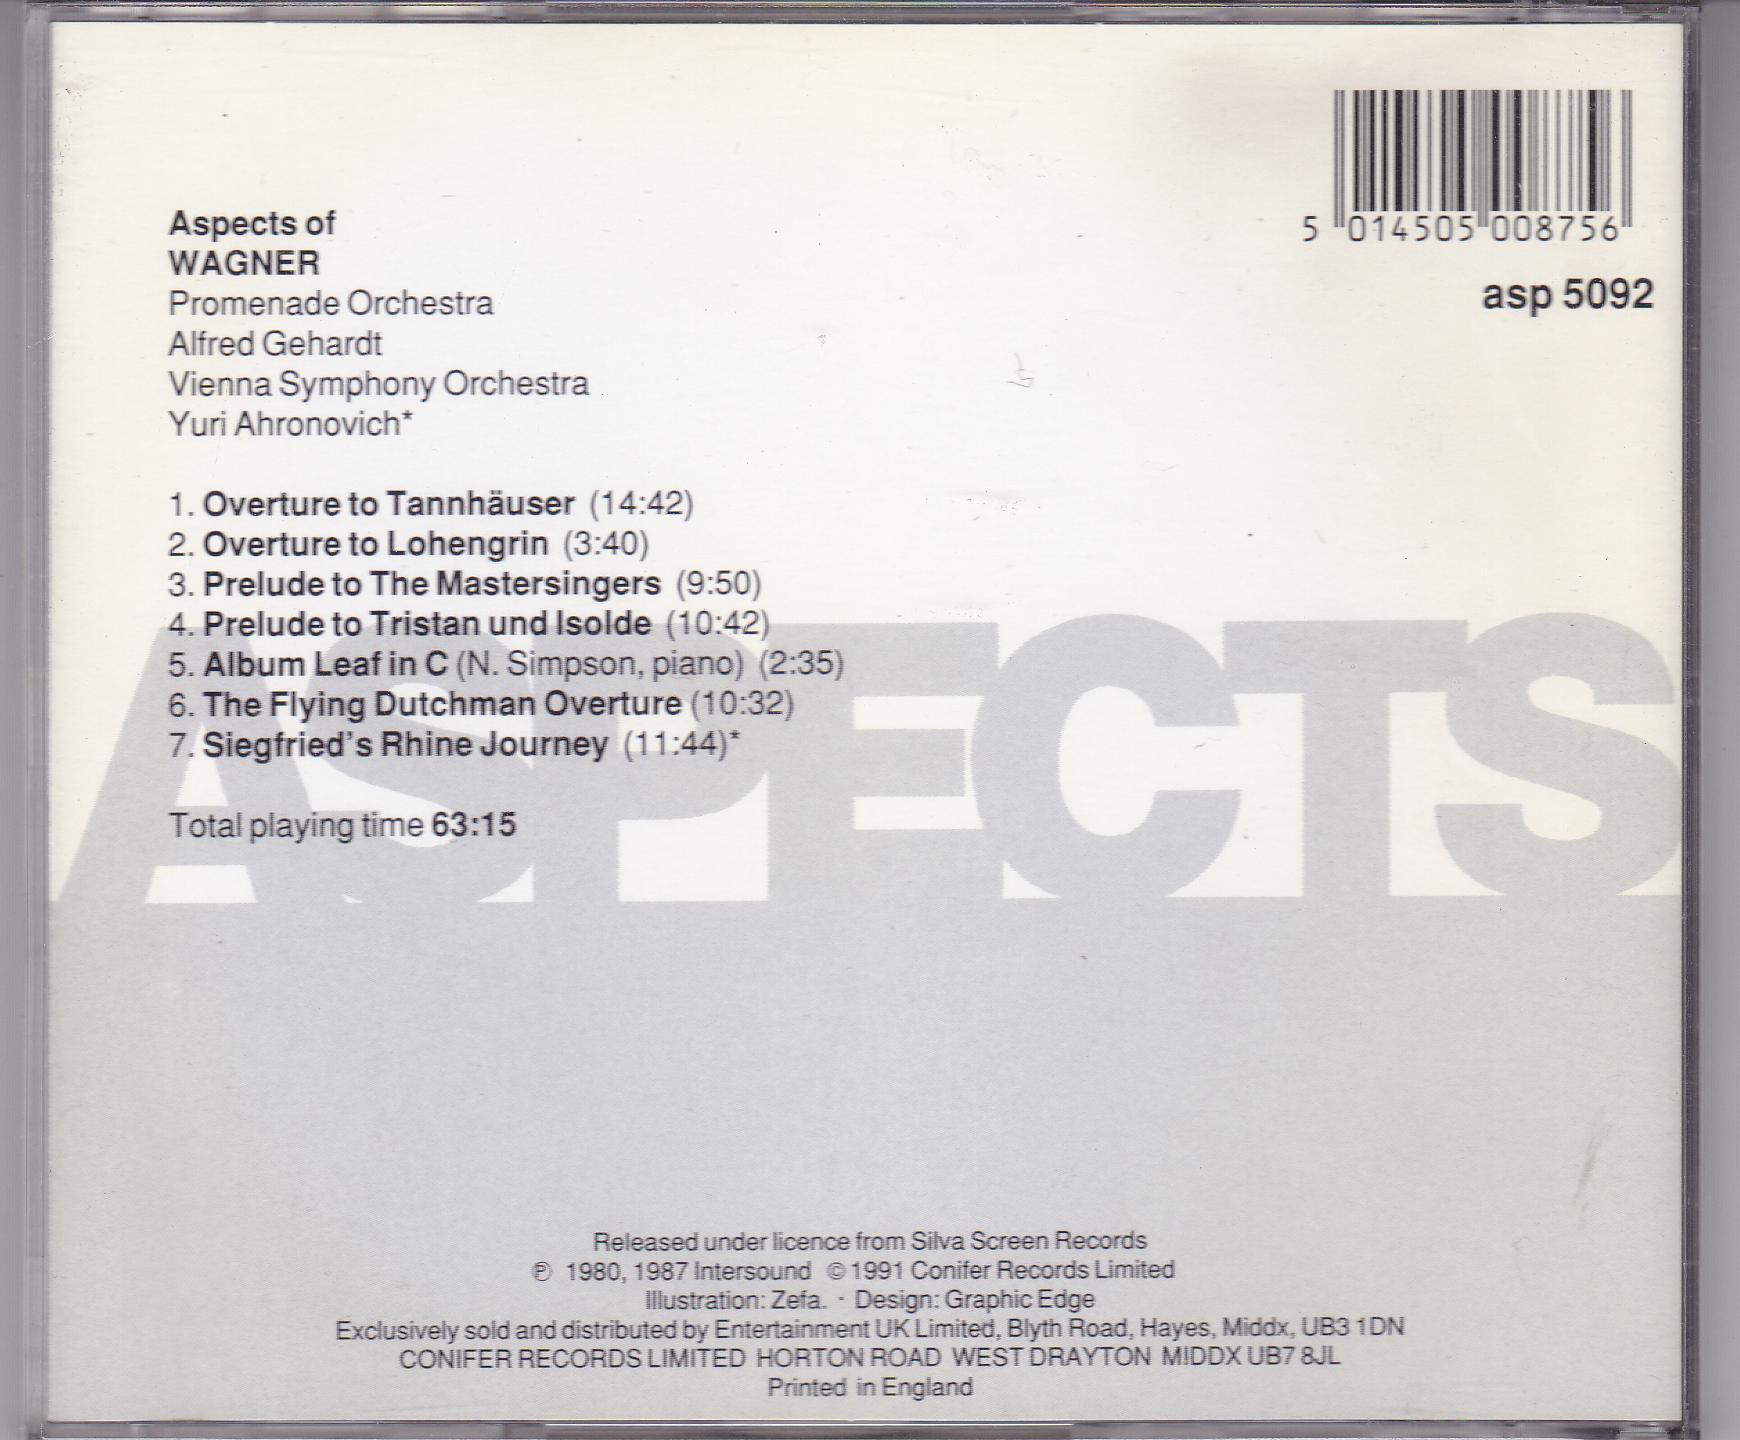 5 014505 008756
asp 5092
Aspects of
WAGNER
Promenade Orchestra
Alfred Gehardt
Vienna Symphony Orchestra
Yuri Ahronovich*
1. Overture to Tannhäuser (14:42)
2. Overture to Lohengrin (3:40)
3. Prelude to The Mastersingers (9:50)
4. Prelude to Tristan und Isolde (10:42)
5. Album Leaf in C (N. Simpson, piano) (2:35)
6. The Flying Dutchman Overture (10:32)
7. Siegfried's Rhine Journey (11:44)*
ASPECTS
Total playing time 63:15
Released under licence from Silva Screen Records
℗ 1980, 1987 Intersound © 1991 Conifer Records Limited
Illustration: Zefa. · Design: Graphic Edge
Exclusively sold and distributed by Entertainment UK Limited, Blyth Road, Hayes, Middx, UB3 1DN
CONIFER RECORDS LIMITED HORTON ROAD WEST DRAYTON MIDDX UB7 8JL
Printed in England